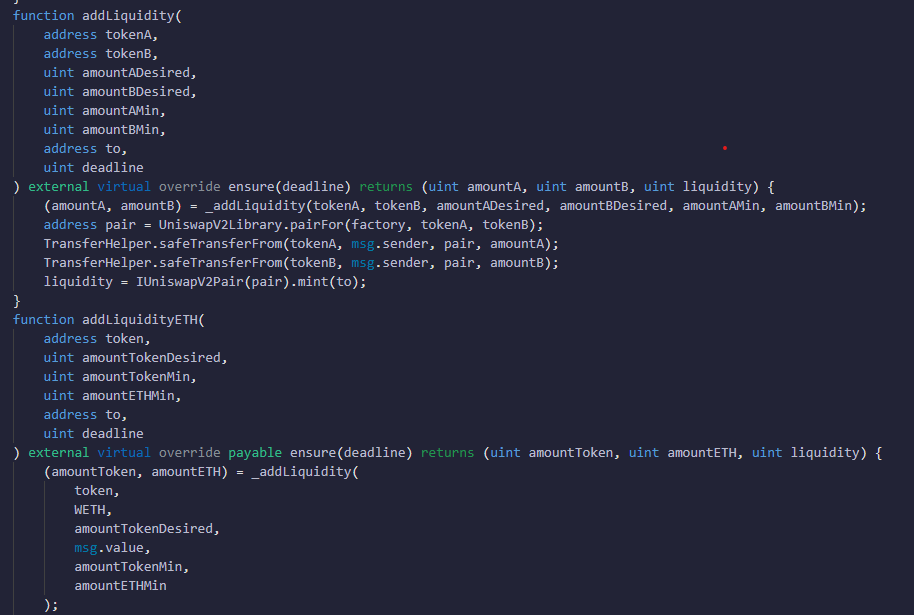 }
function addLiquidity(
address tokenA,
address tokenB,
uint amountADesired,
uint amountBDesired,
uint amountAMin,
uint amountBMin,
address to,
uint deadline
) external virtual override ensure(deadline) returns (uint amountA, uint amountB, uint liquidity) {
(amountA, amountB) = _addLiquidity(tokenA, tokenB, amountADesired, amountBDesired, amountAMin, amountBMin);
address pair = UniswapV2Library.pairFor(factory, tokenA, tokenB);
TransferHelper.safeTransferFrom(tokenA, msg.sender, pair, amountA);
TransferHelper.safeTransferFrom(tokenB, msg.sender, pair, amountB);
liquidity = IUniswapV2Pair(pair).mint(to);
}
function addLiquidityETH(
address token,
uint amountTokenDesired,
uint amountTokenMin,
uint amountETHMin,
address to,
uint deadline
) external virtual override payable ensure(deadline) returns (uint amountToken, uint amountETH, uint liquidity) {
(amountToken, amountETH) = _addLiquidity(
token,
WETH,
amountTokenDesired,
msg.value,
amountTokenMin,
amountETHMin
);